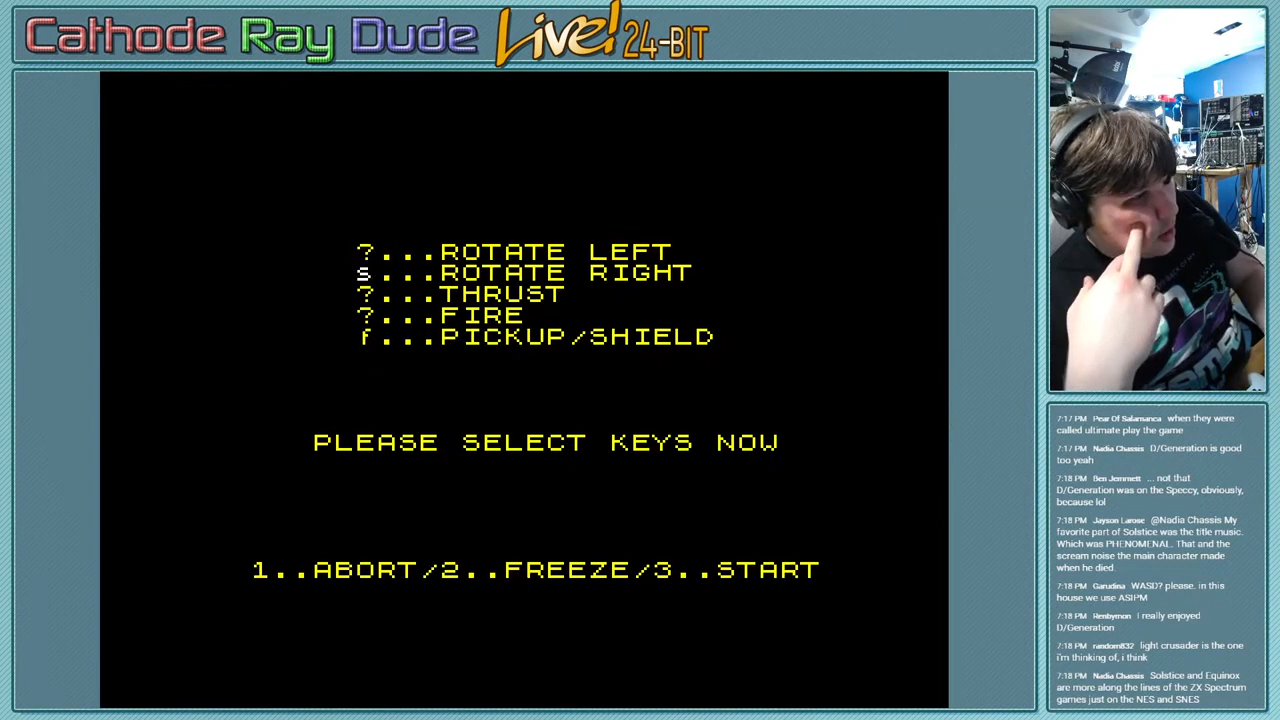 Cathode Ray Dude Live! 24-BIT
?...ROTATE LEFT
s...ROTATE RIGHT
?...THRUST
?...FIRE
f...PICKUP/SHIELD
PLEASE SELECT KEYS NOW
1..ABORT/2..FREEZE/3..START
7:17 PM Pear Of Salamanca when they were
called ultimate play the game
7:17 PM Nadia Chassis D/Generation is good
too yeah
7:18 PM Ben Jemmett ... not that
D/Generation was on the Speccy, obviously,
because lol
7:18 PM Jayson Larose @Nadia Chassis My
favorite part of Solstice was the title music.
Which was PHENOMENAL. That and the
scream noise the main character made
when he died.
7:18 PM Garudina WASD? please. in this
house we use ASIPM
7:18 PM Renbymon I really enjoyed
D/Generation
7:18 PM random832 light crusader is the one
i'm thinking of, i think
7:18 PM Nadia Chassis Solstice and Equinox
are more along the lines of the ZX Spectrum
games just on the NES and SNES